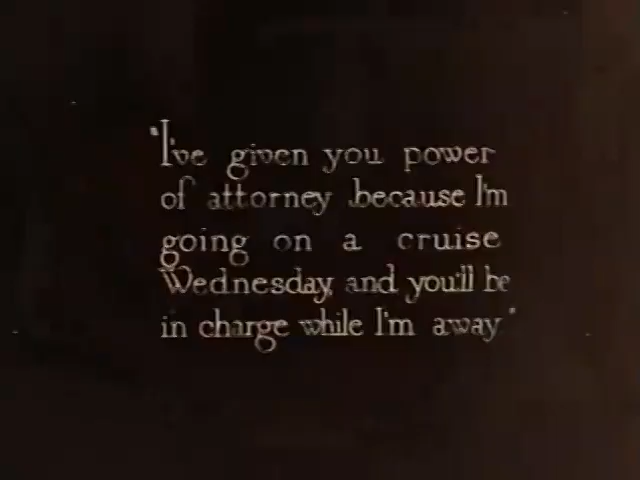 "I've given you power
of attorney because I'm
going on a cruise
Wednesday, and you'll be
in charge while I'm away."